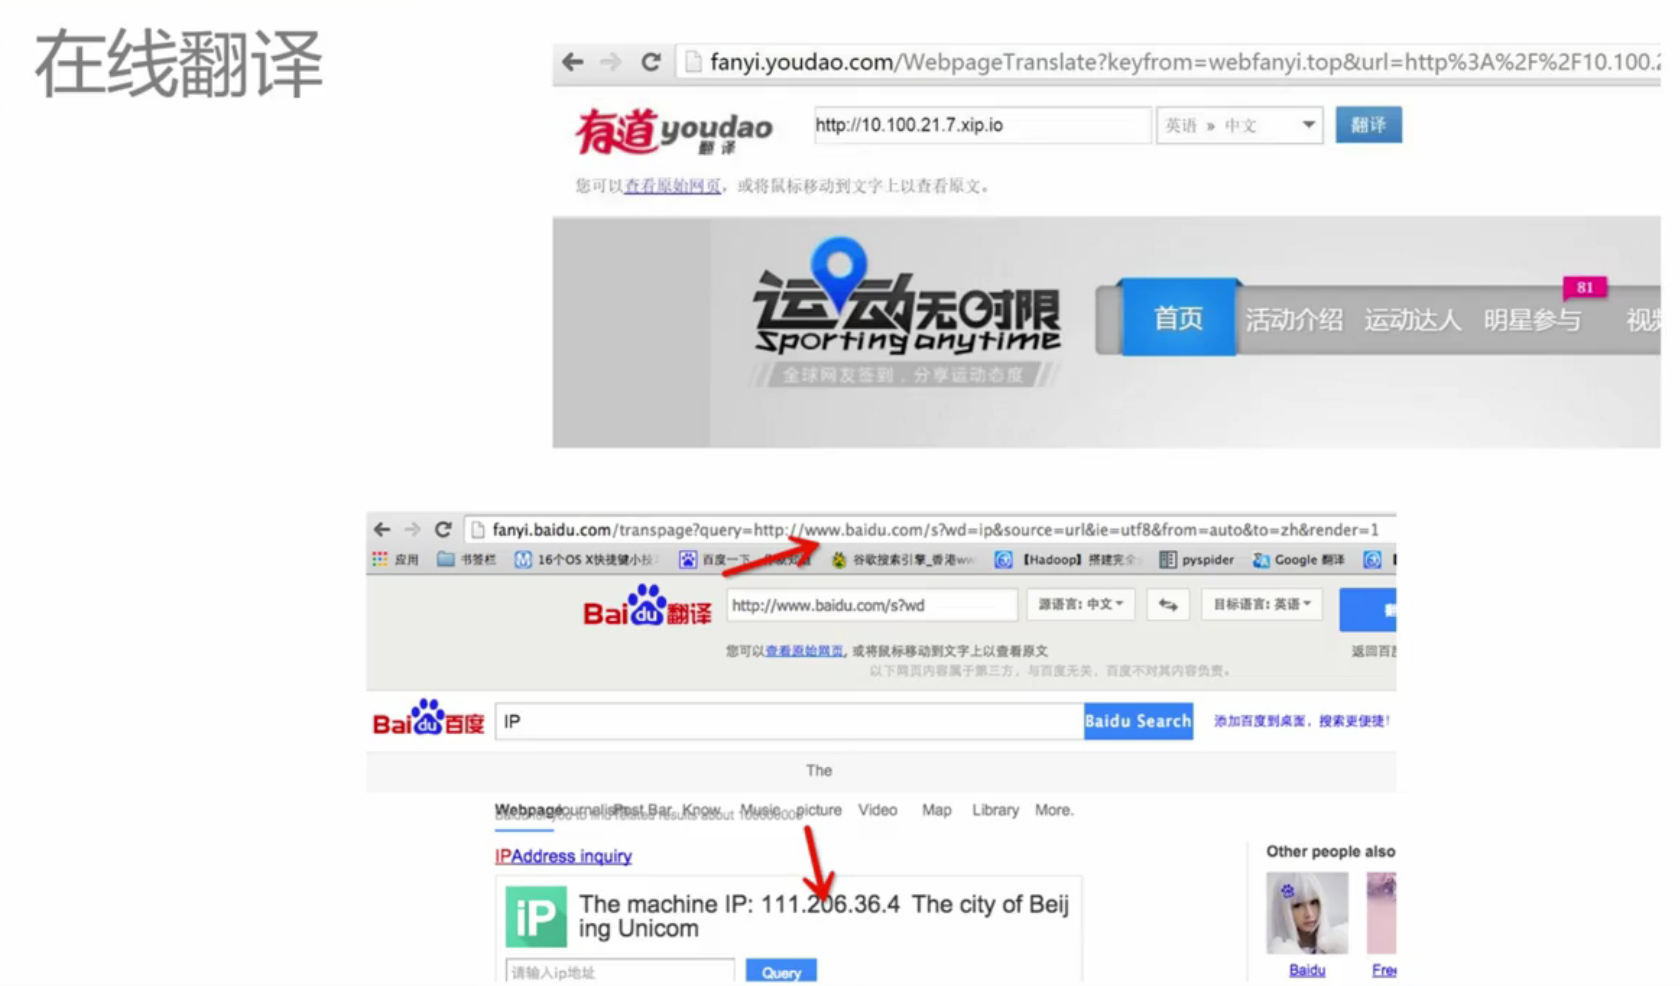 在线翻译
fanyi.youdao.com/WebpageTranslate?keyfrom=webfanyi.top&url=http%3A%2F%2F10.100.2
有道 youdao 翻译
http://10.100.21.7.xip.io
英语 » 中文
翻译
您可以查看原始网页，或将鼠标移动到文字上以查看原文。
运动无时限
Sporting anytime
全球网友签到，分享运动态度
首页 活动介绍 运动达人 明星参与
81
fanyi.baidu.com/transpage?query=http://www.baidu.com/s?wd=ip&source=url&ie=utf8&from=auto&to=zh&render=1
应用 书签栏 16个OS X快捷键小技 百度一下 谷歌搜索引擎_香港ww 【Hadoop】搭建完全 pyspider Google 翻译
Bai du 翻译
http://www.baidu.com/s?wd
源语言: 中文
目标语言: 英语
您可以查看原始网页, 或将鼠标移动到文字上以查看原文
返回百
以下网页内容属于第三方，与百度无关，百度不对其内容负责。
Bai du 百度
IP
Baidu Search
添加百度到桌面，搜索更便捷!
The
Webpage Post Bar Know Music picture Video Map Library More.
IPAddress inquiry
Other people also
iP
The machine IP: 111.206.36.4 The city of Beij
ing Unicom
请输入ip地址
Query
Baidu
Free